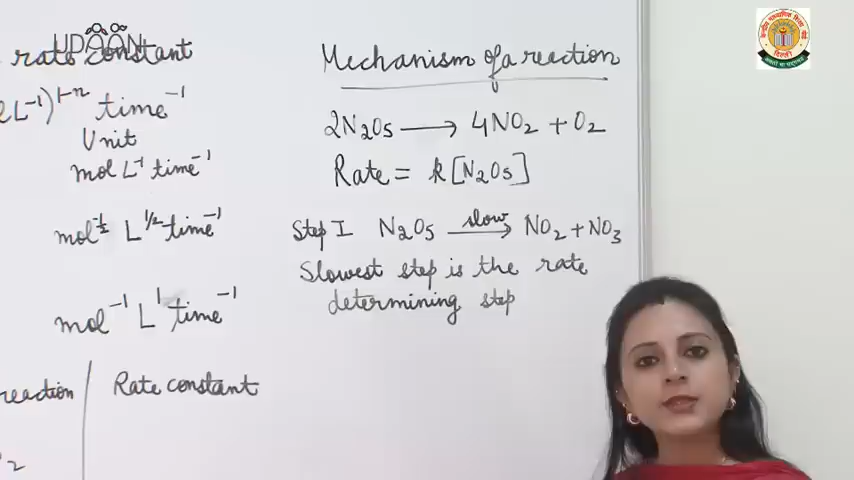 UDAAN
rate constant
L⁻¹)¹⁻ⁿ time⁻¹
Unit
mol L⁻¹ time⁻¹
mol⁻½ L^1/2 time⁻¹
mol⁻¹ L¹ time⁻¹
reaction | Rate constant
2
Mechanism of a reaction
2N₂O₅ ⟶ 4NO₂ + O₂
Rate = k[N₂O₅]
Step I N₂O₅ slow⟶ NO₂ + NO₃
Slowest step is the rate
determining step